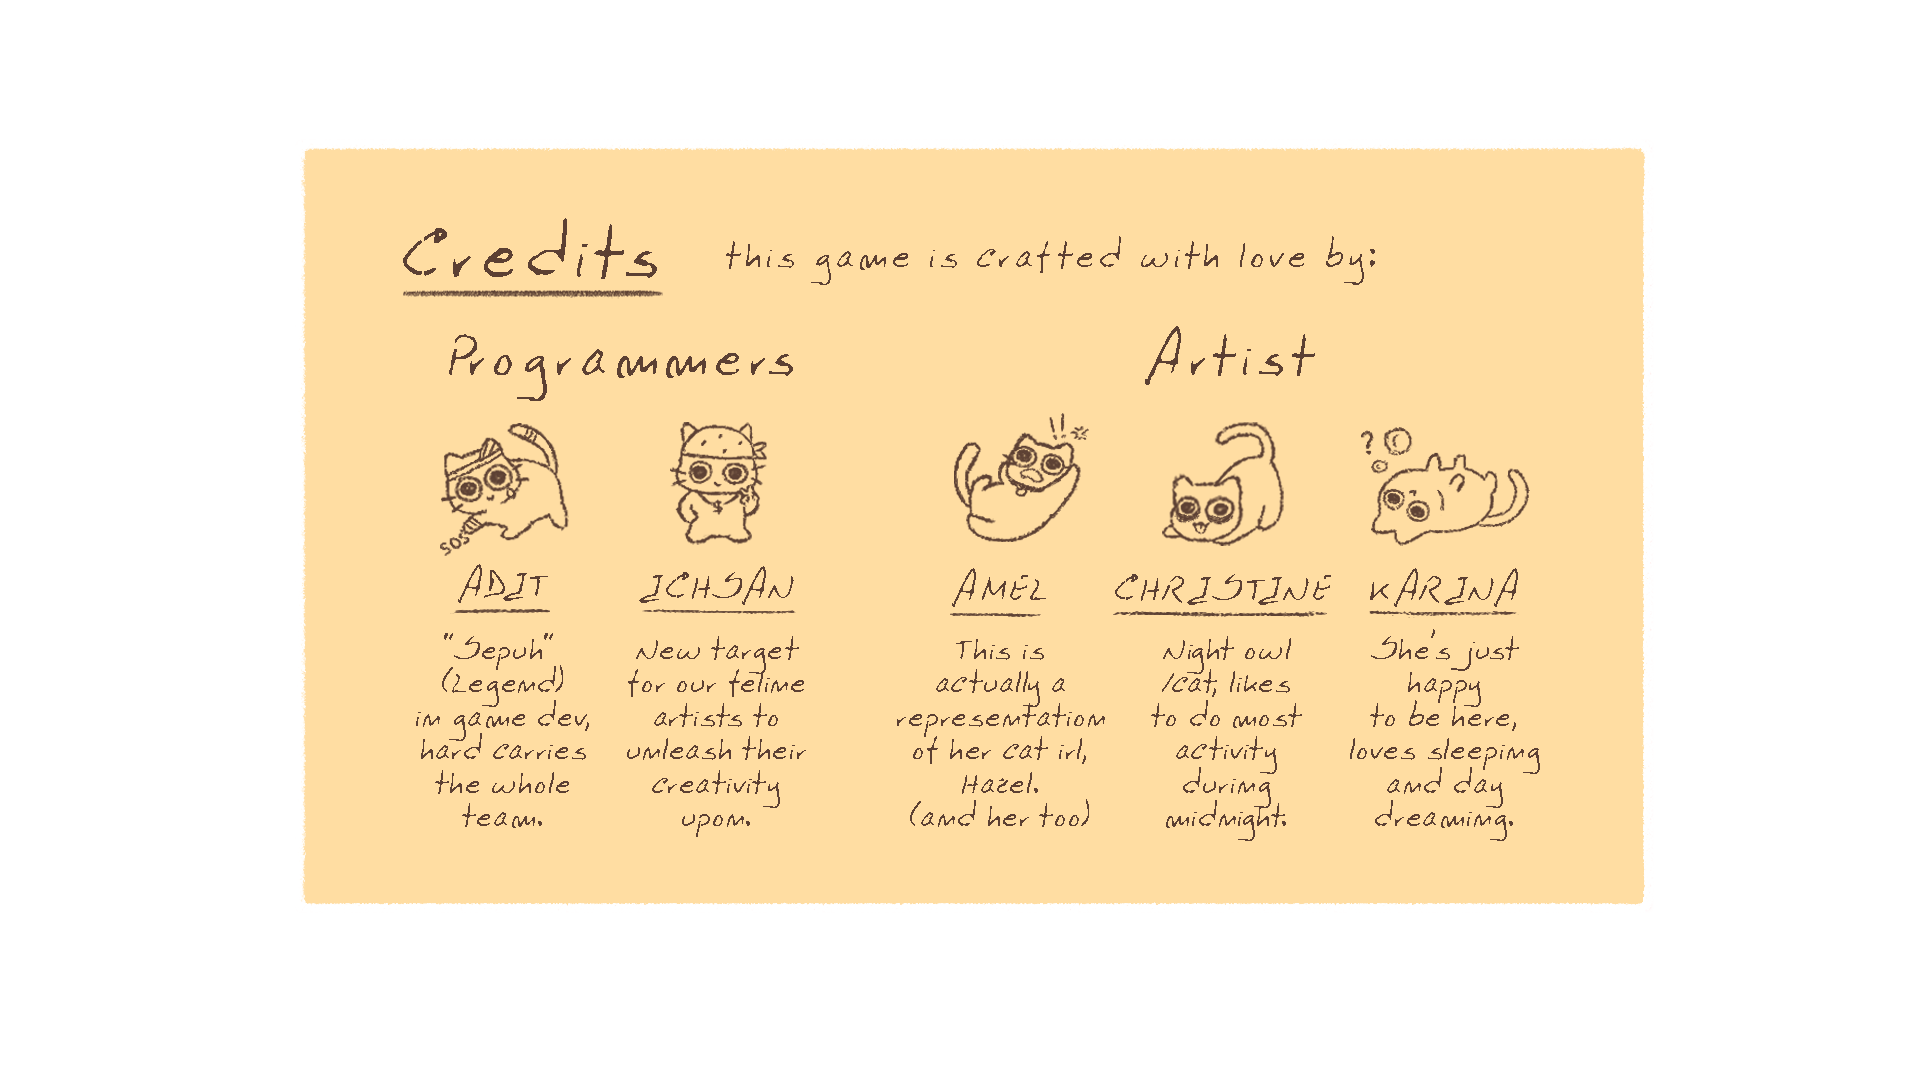 Credits this game is crafted with love by:
Programmers
Artist
SOS
!!
?
$
ADIT
"Sepuh"
(Legend)
in game dev,
hard carries
the whole
team.
ICHSAN
New target
for our feline
artists to
unleash their
creativity
upon.
AMEL
This is
actually a
representation
of her cat irl,
Hazel.
(and her too)
CHRISTINE
Night owl
/cat, likes
to do most
activity
during
midnight.
KARINA
She's just
happy
to be here,
loves sleeping
and day
dreaming.